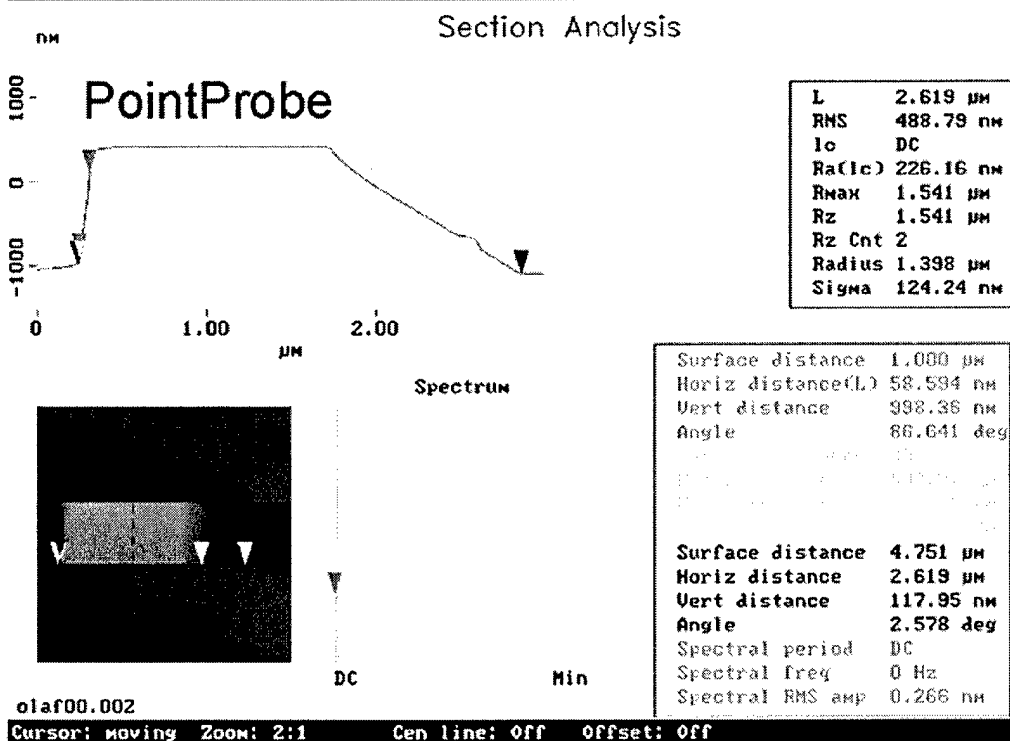 Section Analysis
nm
PointProbe
1000
0
-1000
0 1.00 2.00
µm
L 2.619 µm
RMS 488.79 nm
lc DC
Ra(lc) 226.16 nm
Rmax 1.541 µm
Rz 1.541 µm
Rz Cnt 2
Radius 1.398 µm
Sigma 124.24 nm
Spectrum
DC Min
Surface distance 1.000 µm
Horiz distance(L) 58.594 nm
Vert distance 998.36 nm
Angle 86.641 deg
Surface distance 4.751 µm
Horiz distance 2.619 µm
Vert distance 117.95 nm
Angle 2.578 deg
Spectral period DC
Spectral freq 0 Hz
Spectral RMS amp 0.266 nm
olaf00.002
Cursor: moving Zoom: 2:1 Cen line: Off Offset: Off